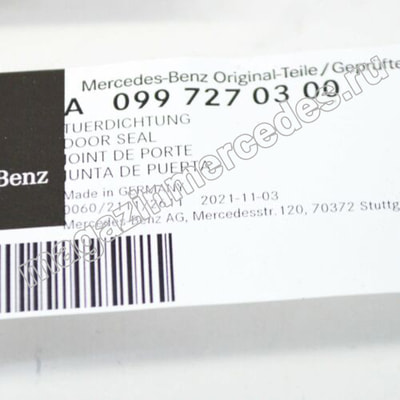 Mercedes-Benz Original-Teile/Geprüfte
A 099 727 03 00
TUERDICHTUNG
DOOR SEAL
JOINT DE PORTE
JUNTA DE PUERTA
Benz
Made in GERMANY
2021-11-03
Mercedes-Benz AG, Mercedesstr.120, 70372 Stuttg
magazinmercedes.ru